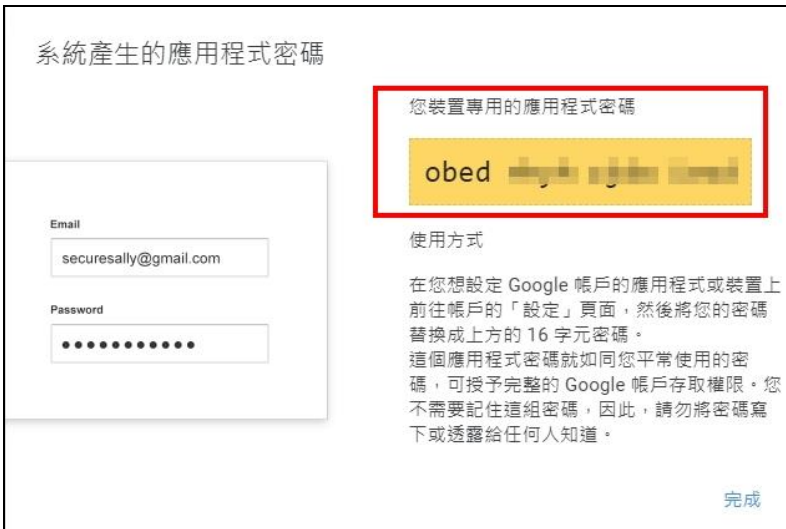 系統產生的應用程式密碼
您裝置專用的應用程式密碼
obed
Email
securesally@gmail.com
Password
使用方式
在您想設定 Google 帳戶的應用程式或裝置上
前往帳戶的「設定」頁面，然後將您的密碼
替換成上方的 16 字元密碼。
這個應用程式密碼就如同您平常使用的密
碼，可授予完整的 Google 帳戶存取權限。您
不需要記住這組密碼，因此，請勿將密碼寫
下或透露給任何人知道。
完成